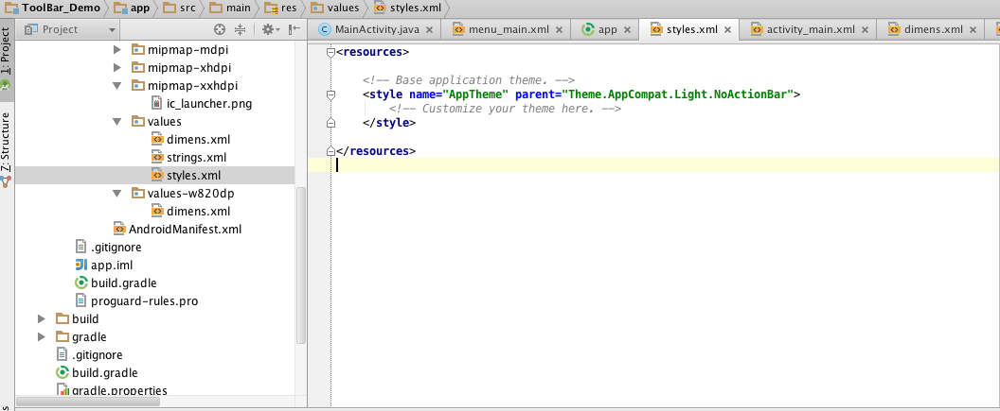 ToolBar_Demo app src main res values styles.xml
Project
MainActivity.java menu_main.xml app styles.xml activity_main.xml dimens.xml
1: Project
Z: Structure
mipmap-mdpi
mipmap-xhdpi
mipmap-xxhdpi
ic_launcher.png
values
dimens.xml
strings.xml
styles.xml
values-w820dp
dimens.xml
AndroidManifest.xml
.gitignore
app.iml
build.gradle
proguard-rules.pro
build
gradle
.gitignore
build.gradle
gradle.properties
<resources>
<!-- Base application theme. -->
<style name="AppTheme" parent="Theme.AppCompat.Light.NoActionBar">
<!-- Customize your theme here. -->
</style>
</resources>